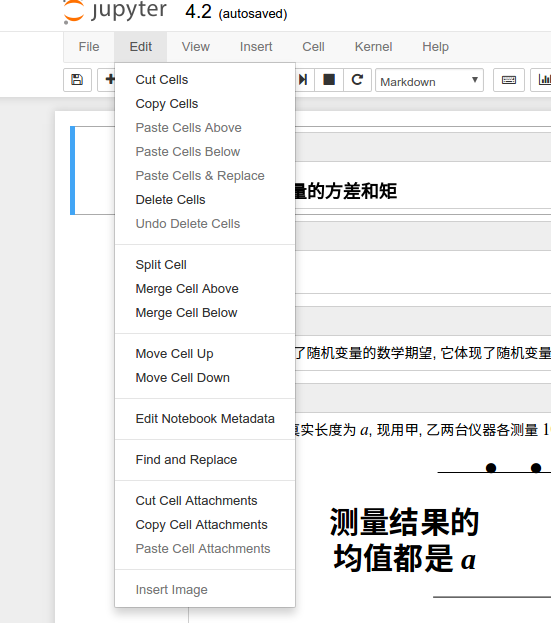 jupyter 4.2 (autosaved)
File Edit View Insert Cell Kernel Help
Markdown
Cut Cells
Copy Cells
Paste Cells Above
Paste Cells Below
Paste Cells & Replace
Delete Cells
Undo Delete Cells
Split Cell
Merge Cell Above
Merge Cell Below
Move Cell Up
Move Cell Down
Edit Notebook Metadata
Find and Replace
Cut Cell Attachments
Copy Cell Attachments
Paste Cell Attachments
Insert Image
量的方差和矩
了随机变量的数学期望, 它体现了随机变量
真实长度为 a, 现用甲, 乙两台仪器各测量 1
测量结果的
均值都是 a